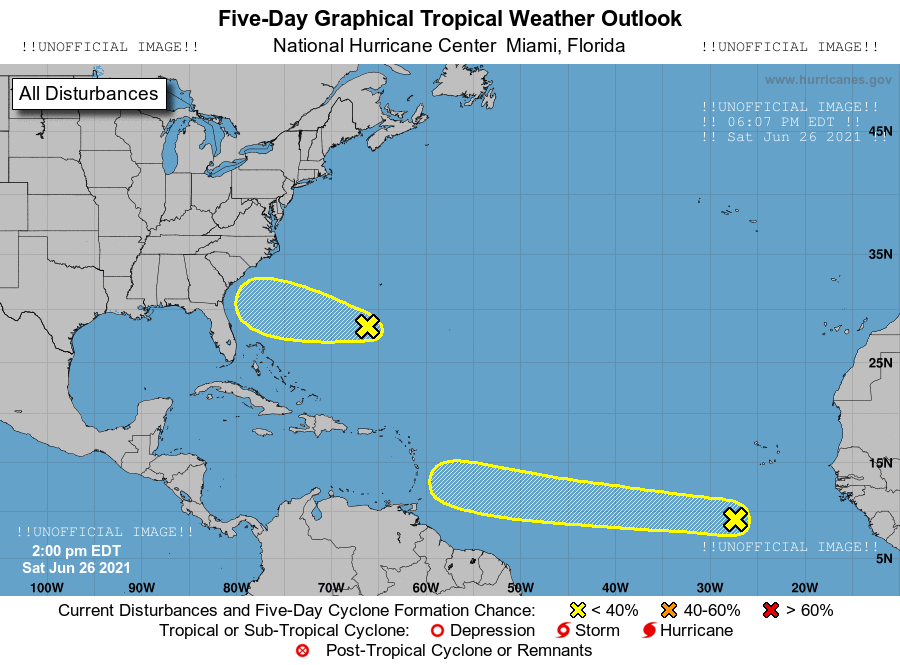 Five-Day Graphical Tropical Weather Outlook
!!UNOFFICIAL IMAGE!! National Hurricane Center Miami, Florida !!UNOFFICIAL IMAGE!!
All Disturbances
www.hurricanes.gov
!!UNOFFICIAL IMAGE!!
!! 06:07 PM EDT !!
!! Sat Jun 26 2021 !!
45N
35N
25N
15N
5N
!!UNOFFICIAL IMAGE!!
!!UNOFFICIAL IMAGE!!
2:00 pm EDT
Sat Jun 26 2021
100W 90W 80W 70W 60W 50W 40W 30W 20W
Current Disturbances and Five-Day Cyclone Formation Chance: < 40% 40-60% > 60%
Tropical or Sub-Tropical Cyclone: Depression Storm Hurricane
Post-Tropical Cyclone or Remnants